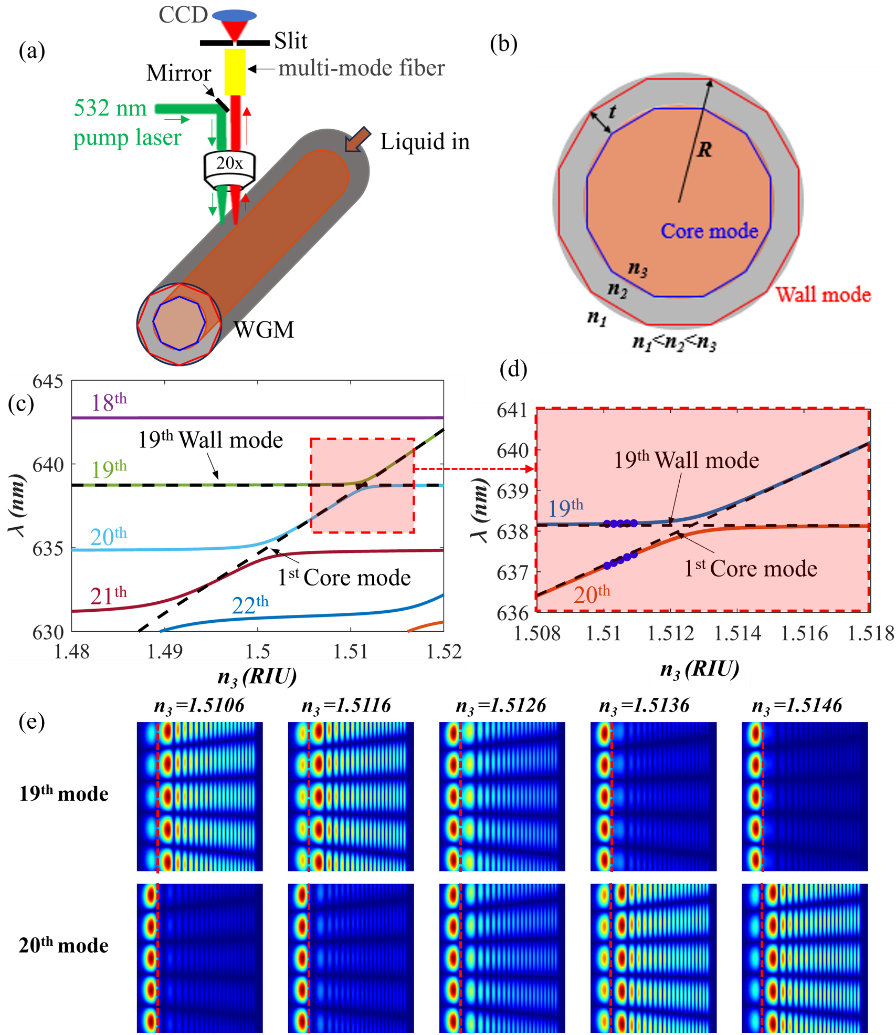 (a)
CCD
Slit
multi-mode fiber
Mirror
532 nm
pump laser
20x
Liquid in
WGM
(b)
t
R
Core mode
n3
n2
n1
Wall mode
n1<n2<n3
(c)
645
640
635
630
λ (nm)
18th
19th Wall mode
19th
20th
21th
22th
1st Core mode
1.48
1.49
1.5
1.51
1.52
n3 (RIU)
(d)
641
640
639
638
637
636
λ (nm)
19th Wall mode
19th
1st Core mode
20th
1.508
1.51
1.512
1.514
1.516
1.518
n3 (RIU)
(e)
n3 =1.5106
n3 =1.5116
n3 =1.5126
n3 =1.5136
n3 =1.5146
19th mode
20th mode